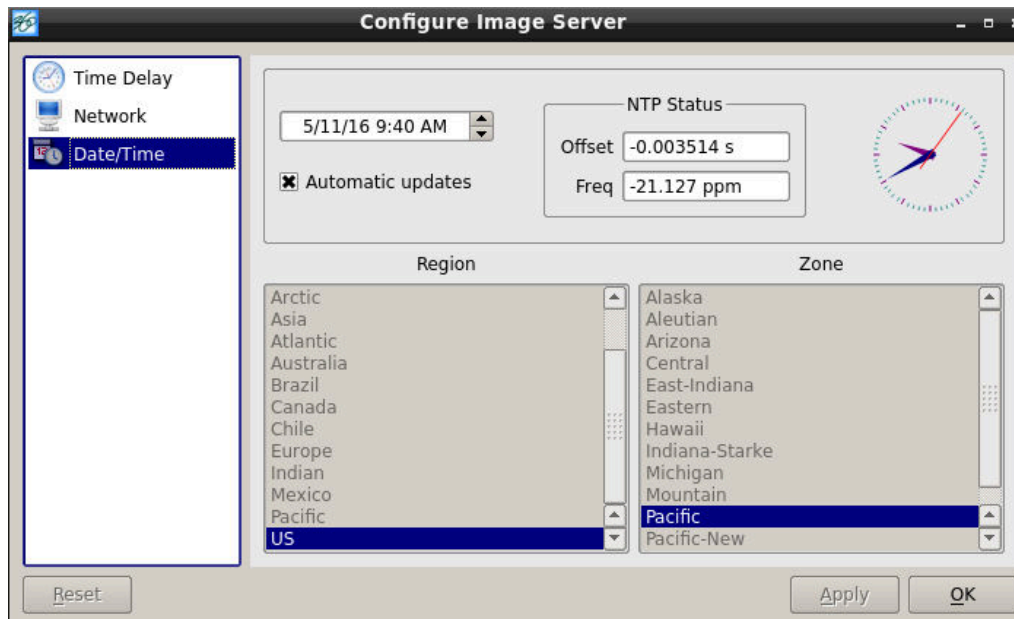 Configure Image Server
Time Delay
Network
Date/Time
5/11/16 9:40 AM
Automatic updates
NTP Status
Offset -0.003514 s
Freq -21.127 ppm
Region
Arctic
Asia
Atlantic
Australia
Brazil
Canada
Chile
Europe
Indian
Mexico
Pacific
US
Zone
Alaska
Aleutian
Arizona
Central
East-Indiana
Eastern
Hawaii
Indiana-Starke
Michigan
Mountain
Pacific
Pacific-New
Reset
Apply
OK